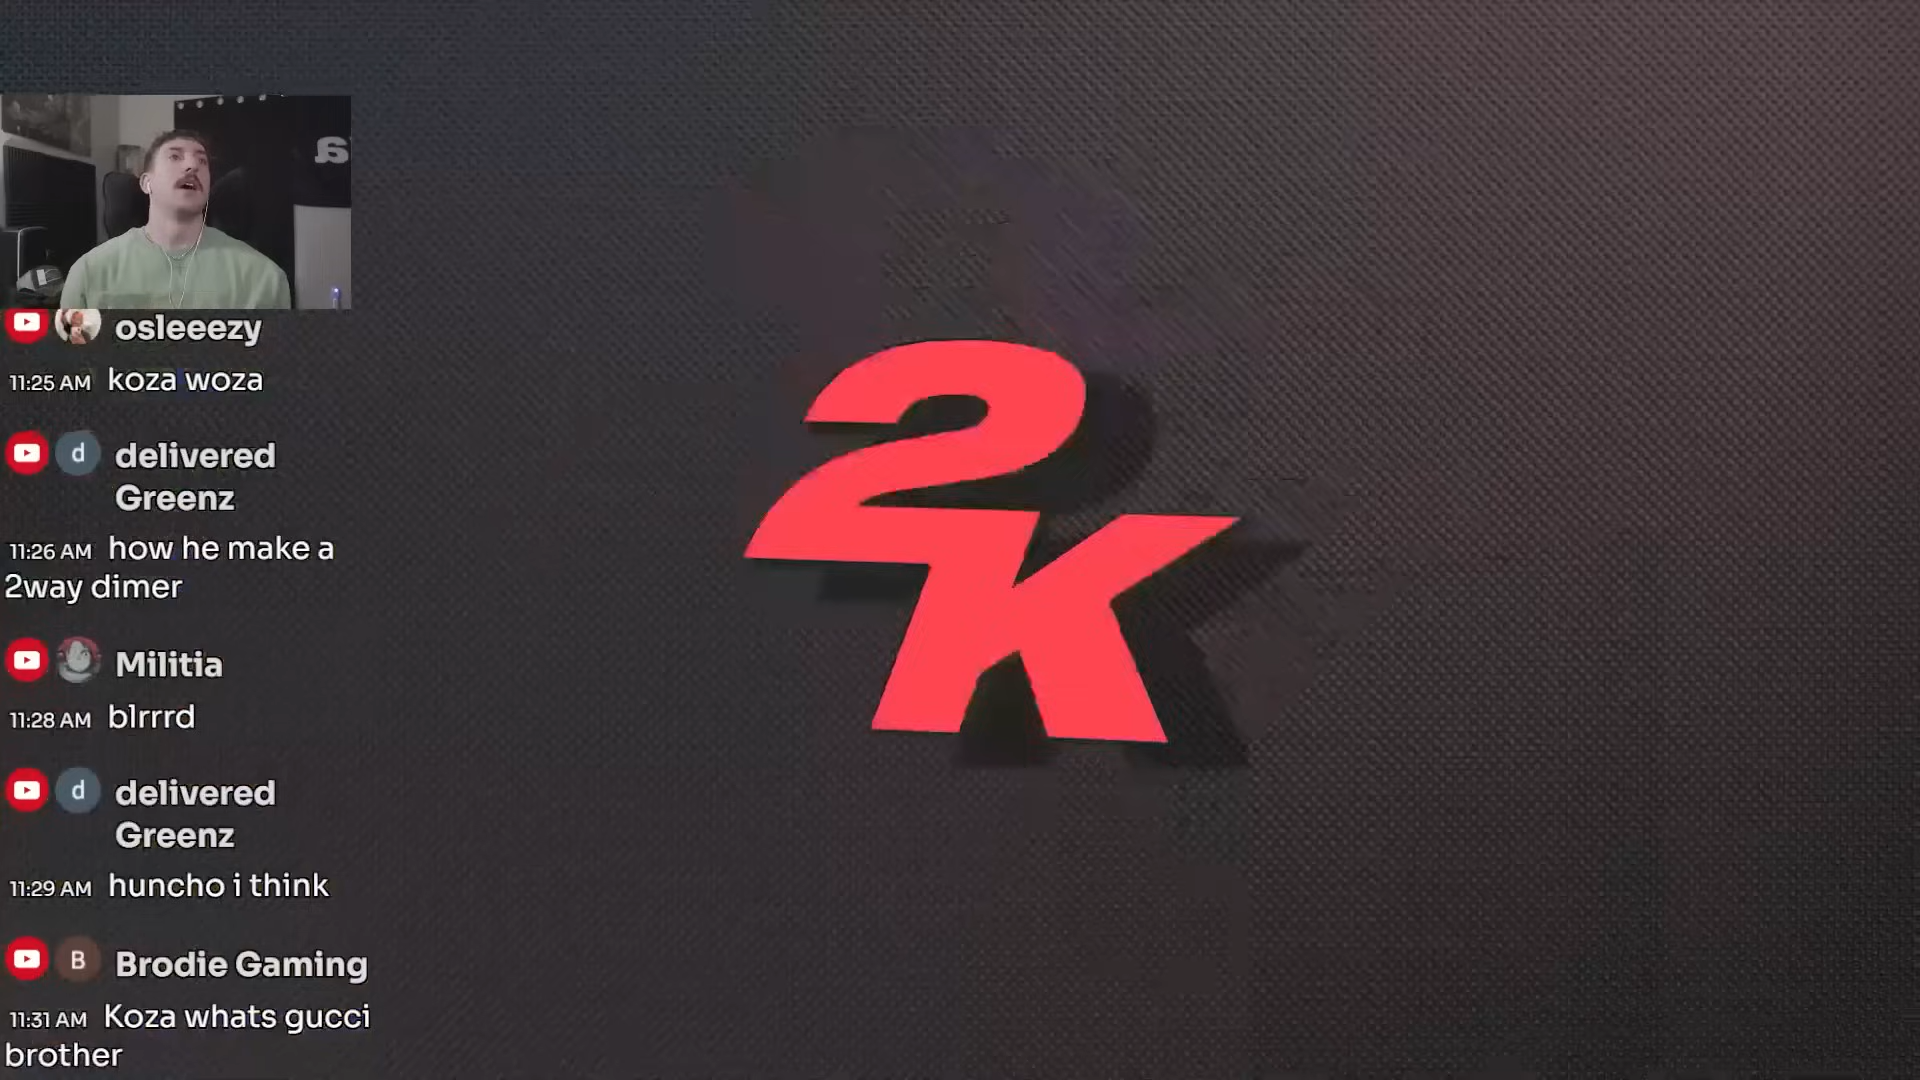 a
osleeezy
11:25 AM koza woza
d delivered
Greenz
11:26 AM how he make a
2way dimer
Militia
11:28 AM blrrrd
d delivered
Greenz
11:29 AM huncho i think
B Brodie Gaming
11:31 AM Koza whats gucci
brother
2K